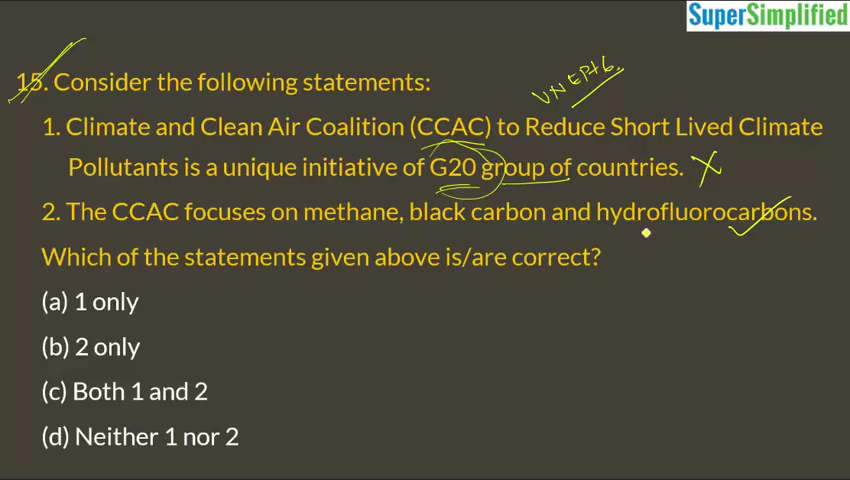 SuperSimplified
15. Consider the following statements:
UNEP+6
1. Climate and Clean Air Coalition (CCAC) to Reduce Short Lived Climate
Pollutants is a unique initiative of G20 group of countries. X
2. The CCAC focuses on methane, black carbon and hydrofluorocarbons.
Which of the statements given above is/are correct?
(a) 1 only
(b) 2 only
(c) Both 1 and 2
(d) Neither 1 nor 2